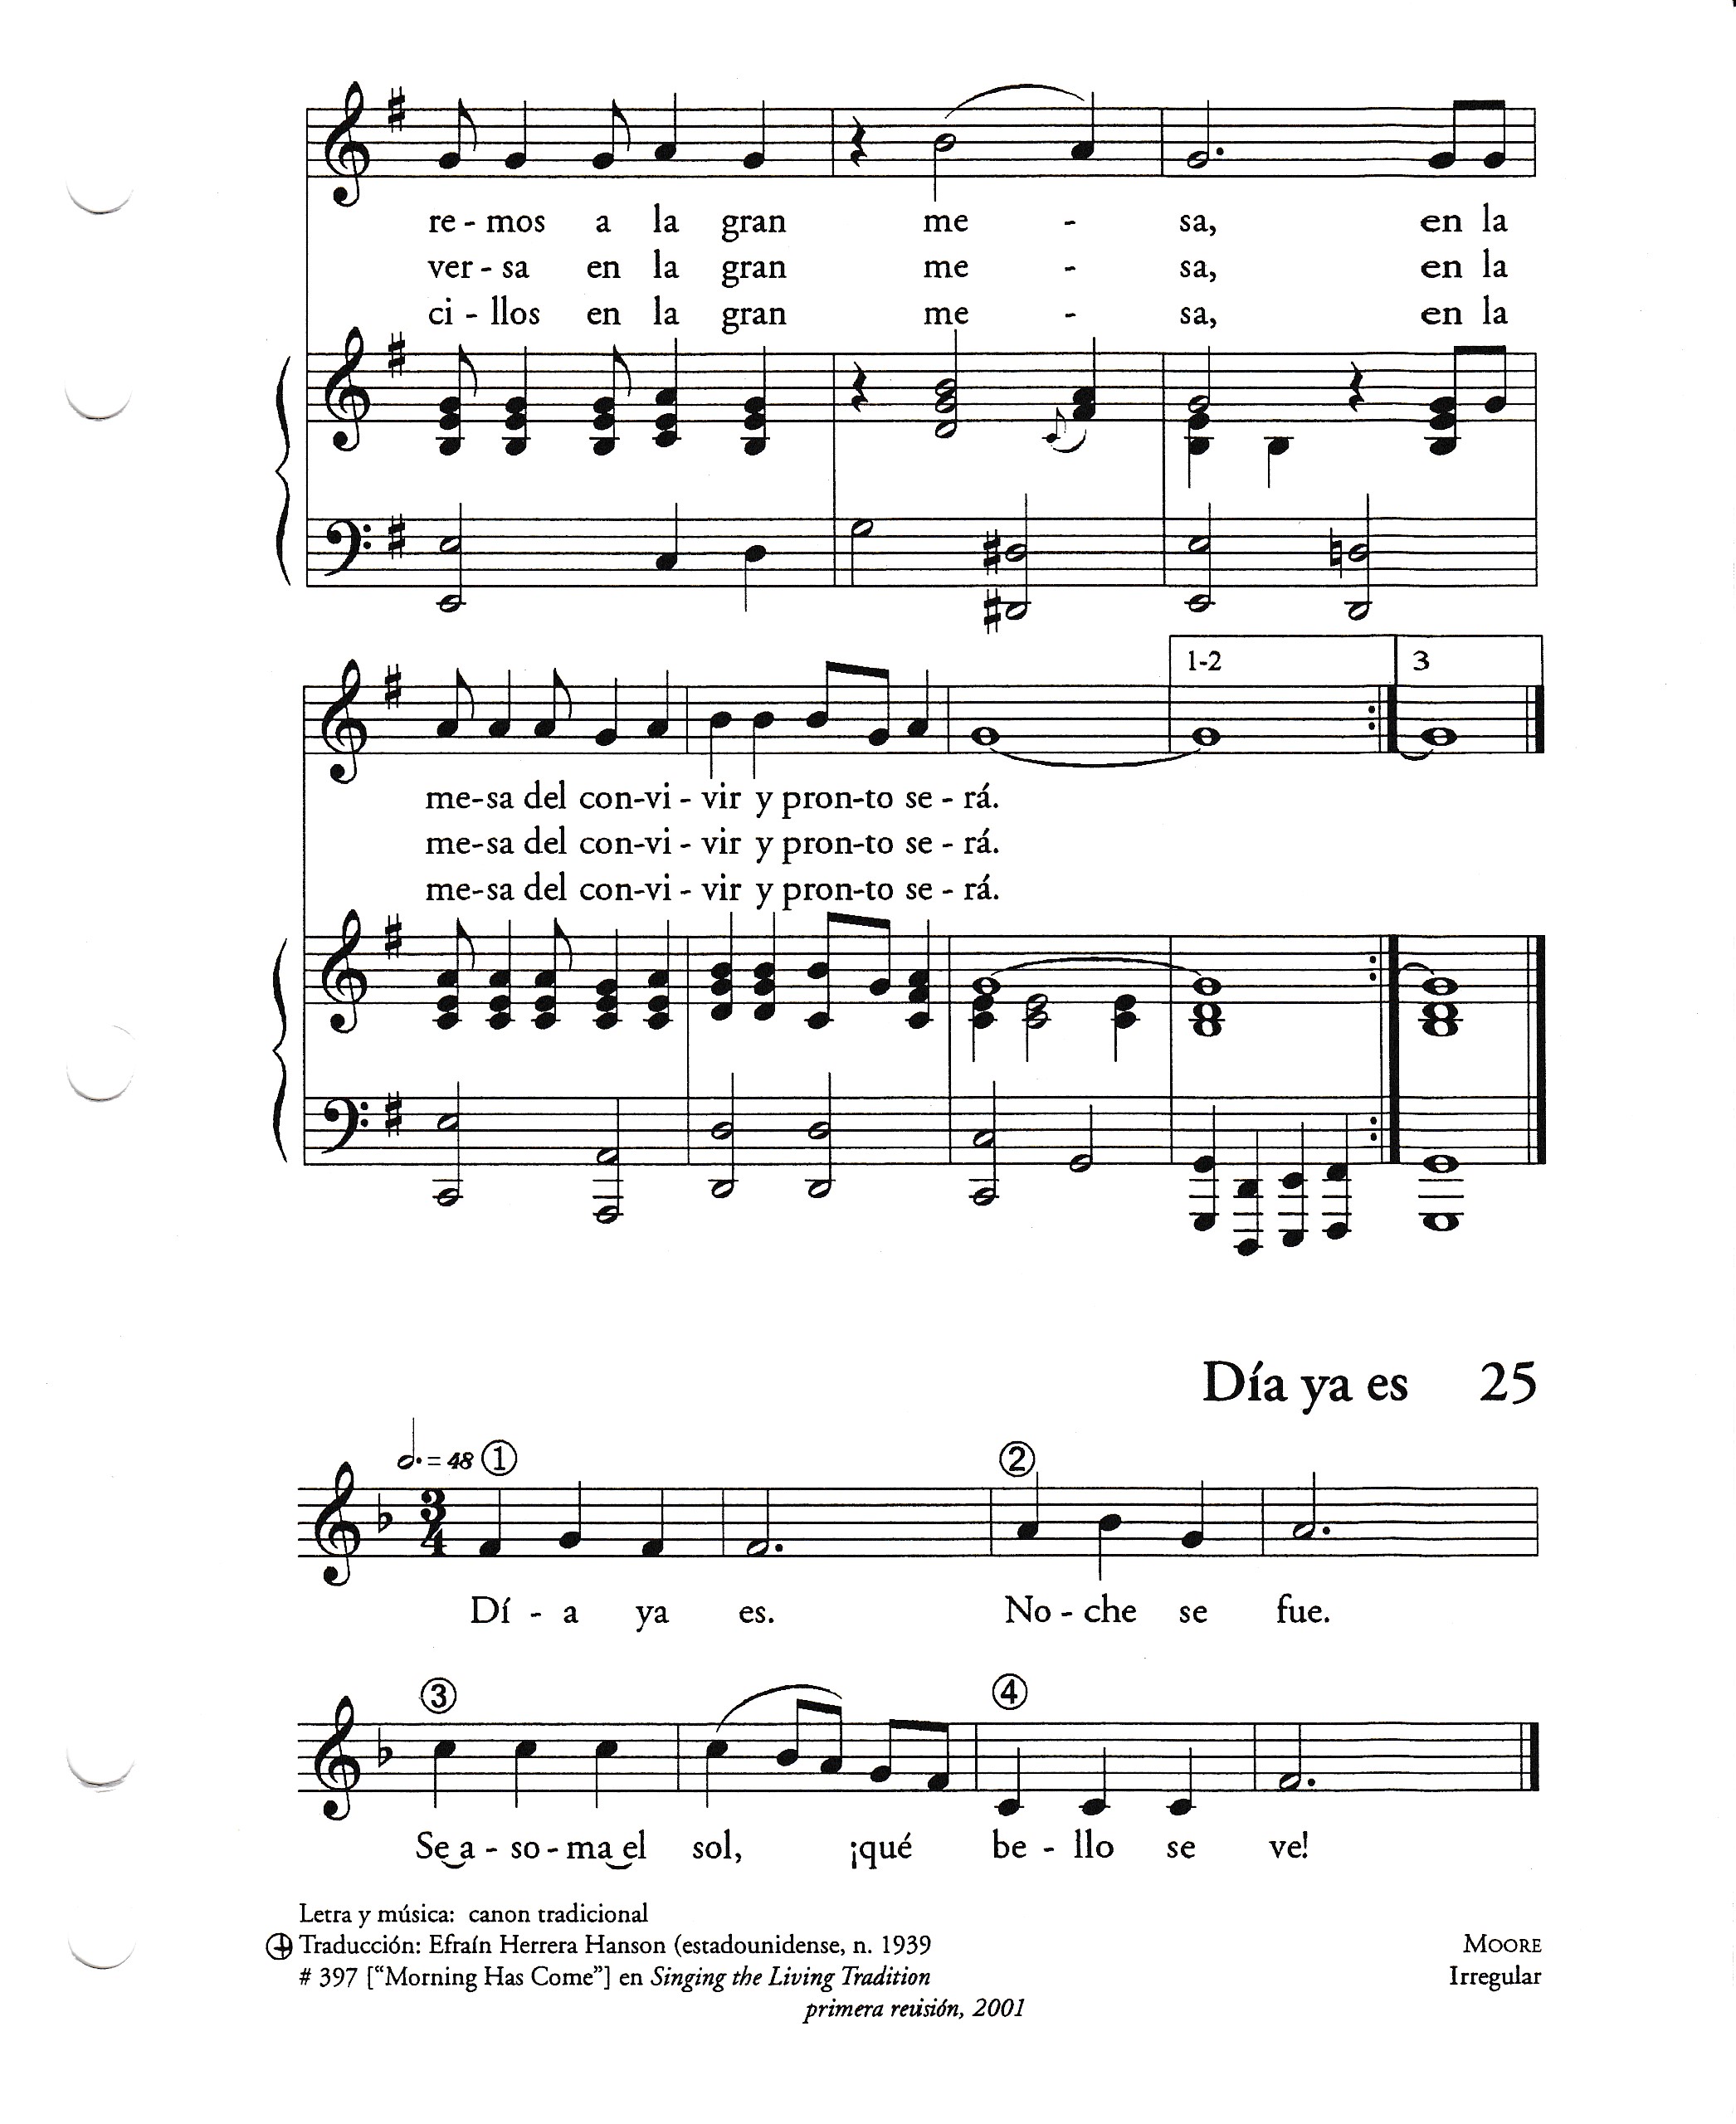 re - mos a la gran me - sa, en la
ver - sa en la gran me - sa, en la
ci - llos en la gran me - sa, en la
1-2 3
me-sa del con-vi - vir y pron-to se - rá.
me-sa del con-vi - vir y pron-to se - rá.
me-sa del con-vi - vir y pron-to se - rá.
Día ya es 25
= 48 ① ②
3
4
Dí - a ya es. No - che se fue.
③ ④
Se‿a - so - ma‿el sol, ¡qué be - llo se ve!
Letra y música: canon tradicional
Traducción: Efraín Herrera Hanson (estadounidense, n. 1939 MOORE
# 397 ["Morning Has Come"] en Singing the Living Tradition Irregular
primera reuisión, 2001